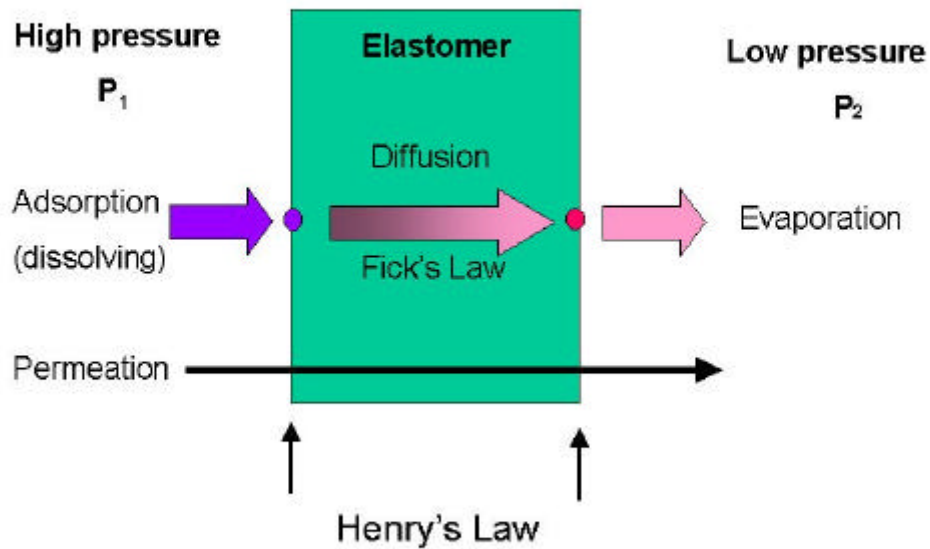 High pressure
P₁
Elastomer
Low pressure
P₂
Diffusion
Adsorption
(dissolving)
Fick's Law
Evaporation
Permeation
Henry's Law